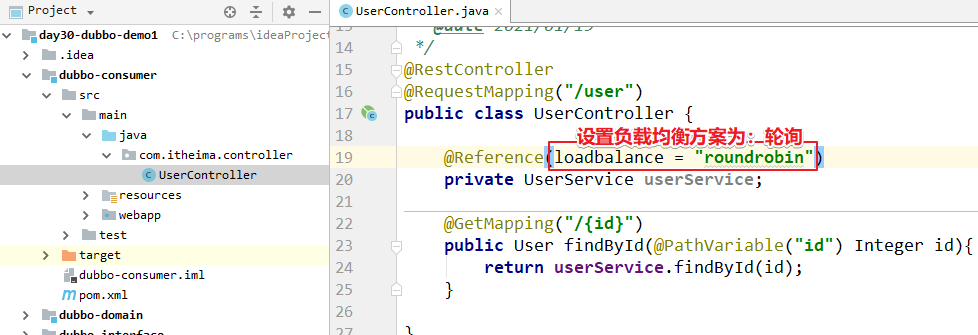 Project
day30-dubbo-demo1 C:\programs\ideaProject
.idea
dubbo-consumer
src
main
java
com.itheima.controller
UserController
resources
webapp
test
target
dubbo-consumer.iml
pom.xml
dubbo-domain
dubbo-interface
UserController.java
13 @date 2021/01/19
14 */
15 @RestController
16 @RequestMapping("/user")
17 public class UserController {
18
设置负载均衡方案为：轮询
19 @Reference(loadbalance = "roundrobin")
20 private UserService userService;
21
22 @GetMapping("/{id}")
23 public User findById(@PathVariable("id") Integer id){
24 return userService.findById(id);
25 }
26
27 }